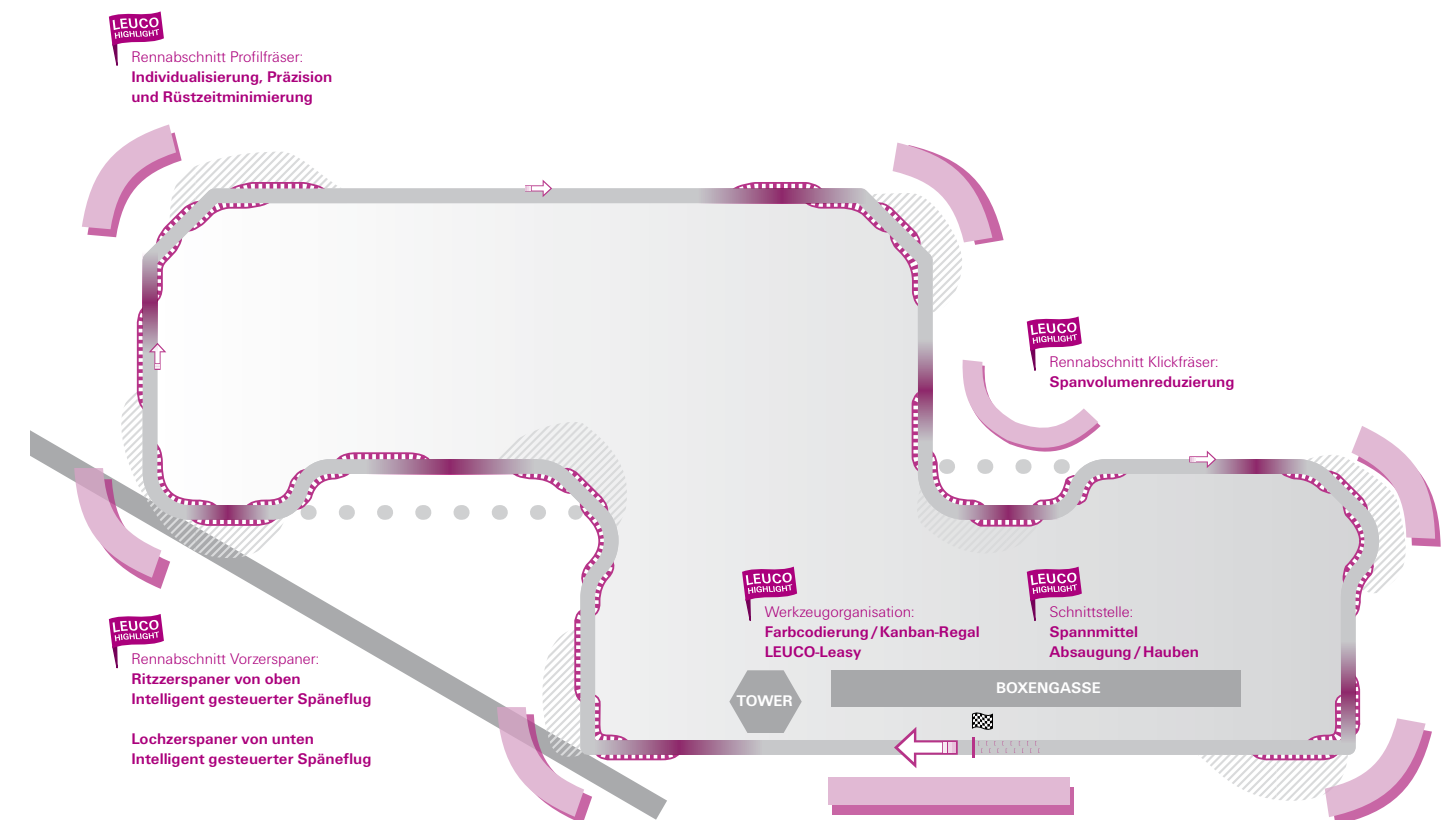 LEUCO
HIGHLIGHT
Rennabschnitt Profilfräser:
Individualisierung, Präzision
und Rüstzeitminimierung
LEUCO
HIGHLIGHT
Rennabschnitt Klickfräser:
Spanvolumenreduzierung
LEUCO
HIGHLIGHT
Werkzeugorganisation:
Farbcodierung / Kanban-Regal
LEUCO-Leasy
LEUCO
HIGHLIGHT
Schnittstelle:
Spannmittel
Absaugung / Hauben
LEUCO
HIGHLIGHT
Rennabschnitt Vorzerspaner:
Ritzzerspaner von oben
Intelligent gesteuerter Späneflug
Lochzerspaner von unten
Intelligent gesteuerter Späneflug
TOWER
BOXENGASSE